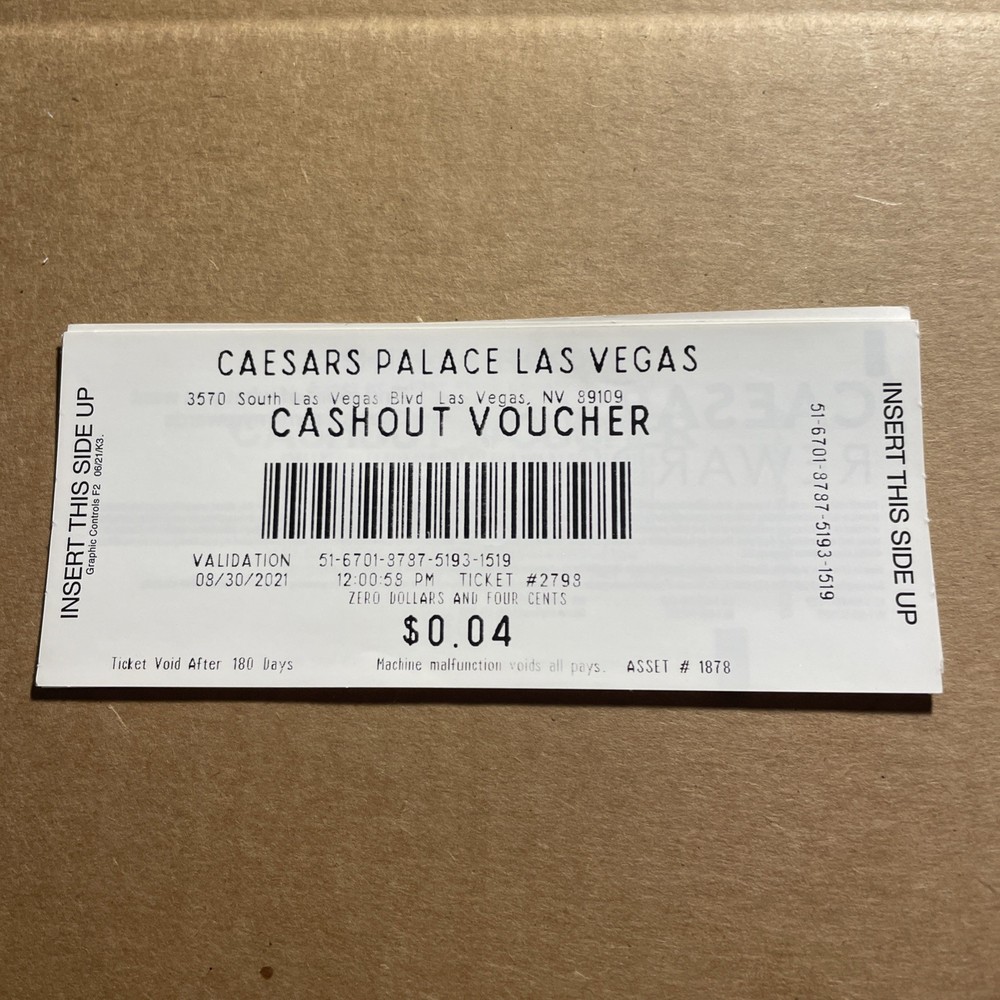 CAESARS PALACE LAS VEGAS
3570 South Las Vegas Blvd Las Vegas, NV 89109
CASHOUT VOUCHER
INSERT THIS SIDE UP
Graphic Controls F2 06/21/K3.
VALIDATION 51-6701-8787-5193-1519
08/30/2021 12:00:58 PM TICKET #2798
ZERO DOLLARS AND FOUR CENTS
$0.04
Ticket Void After 180 Days Machine malfunction voids all pays. ASSET # 1878
51-6701-8787-5193-1519
INSERT THIS SIDE UP